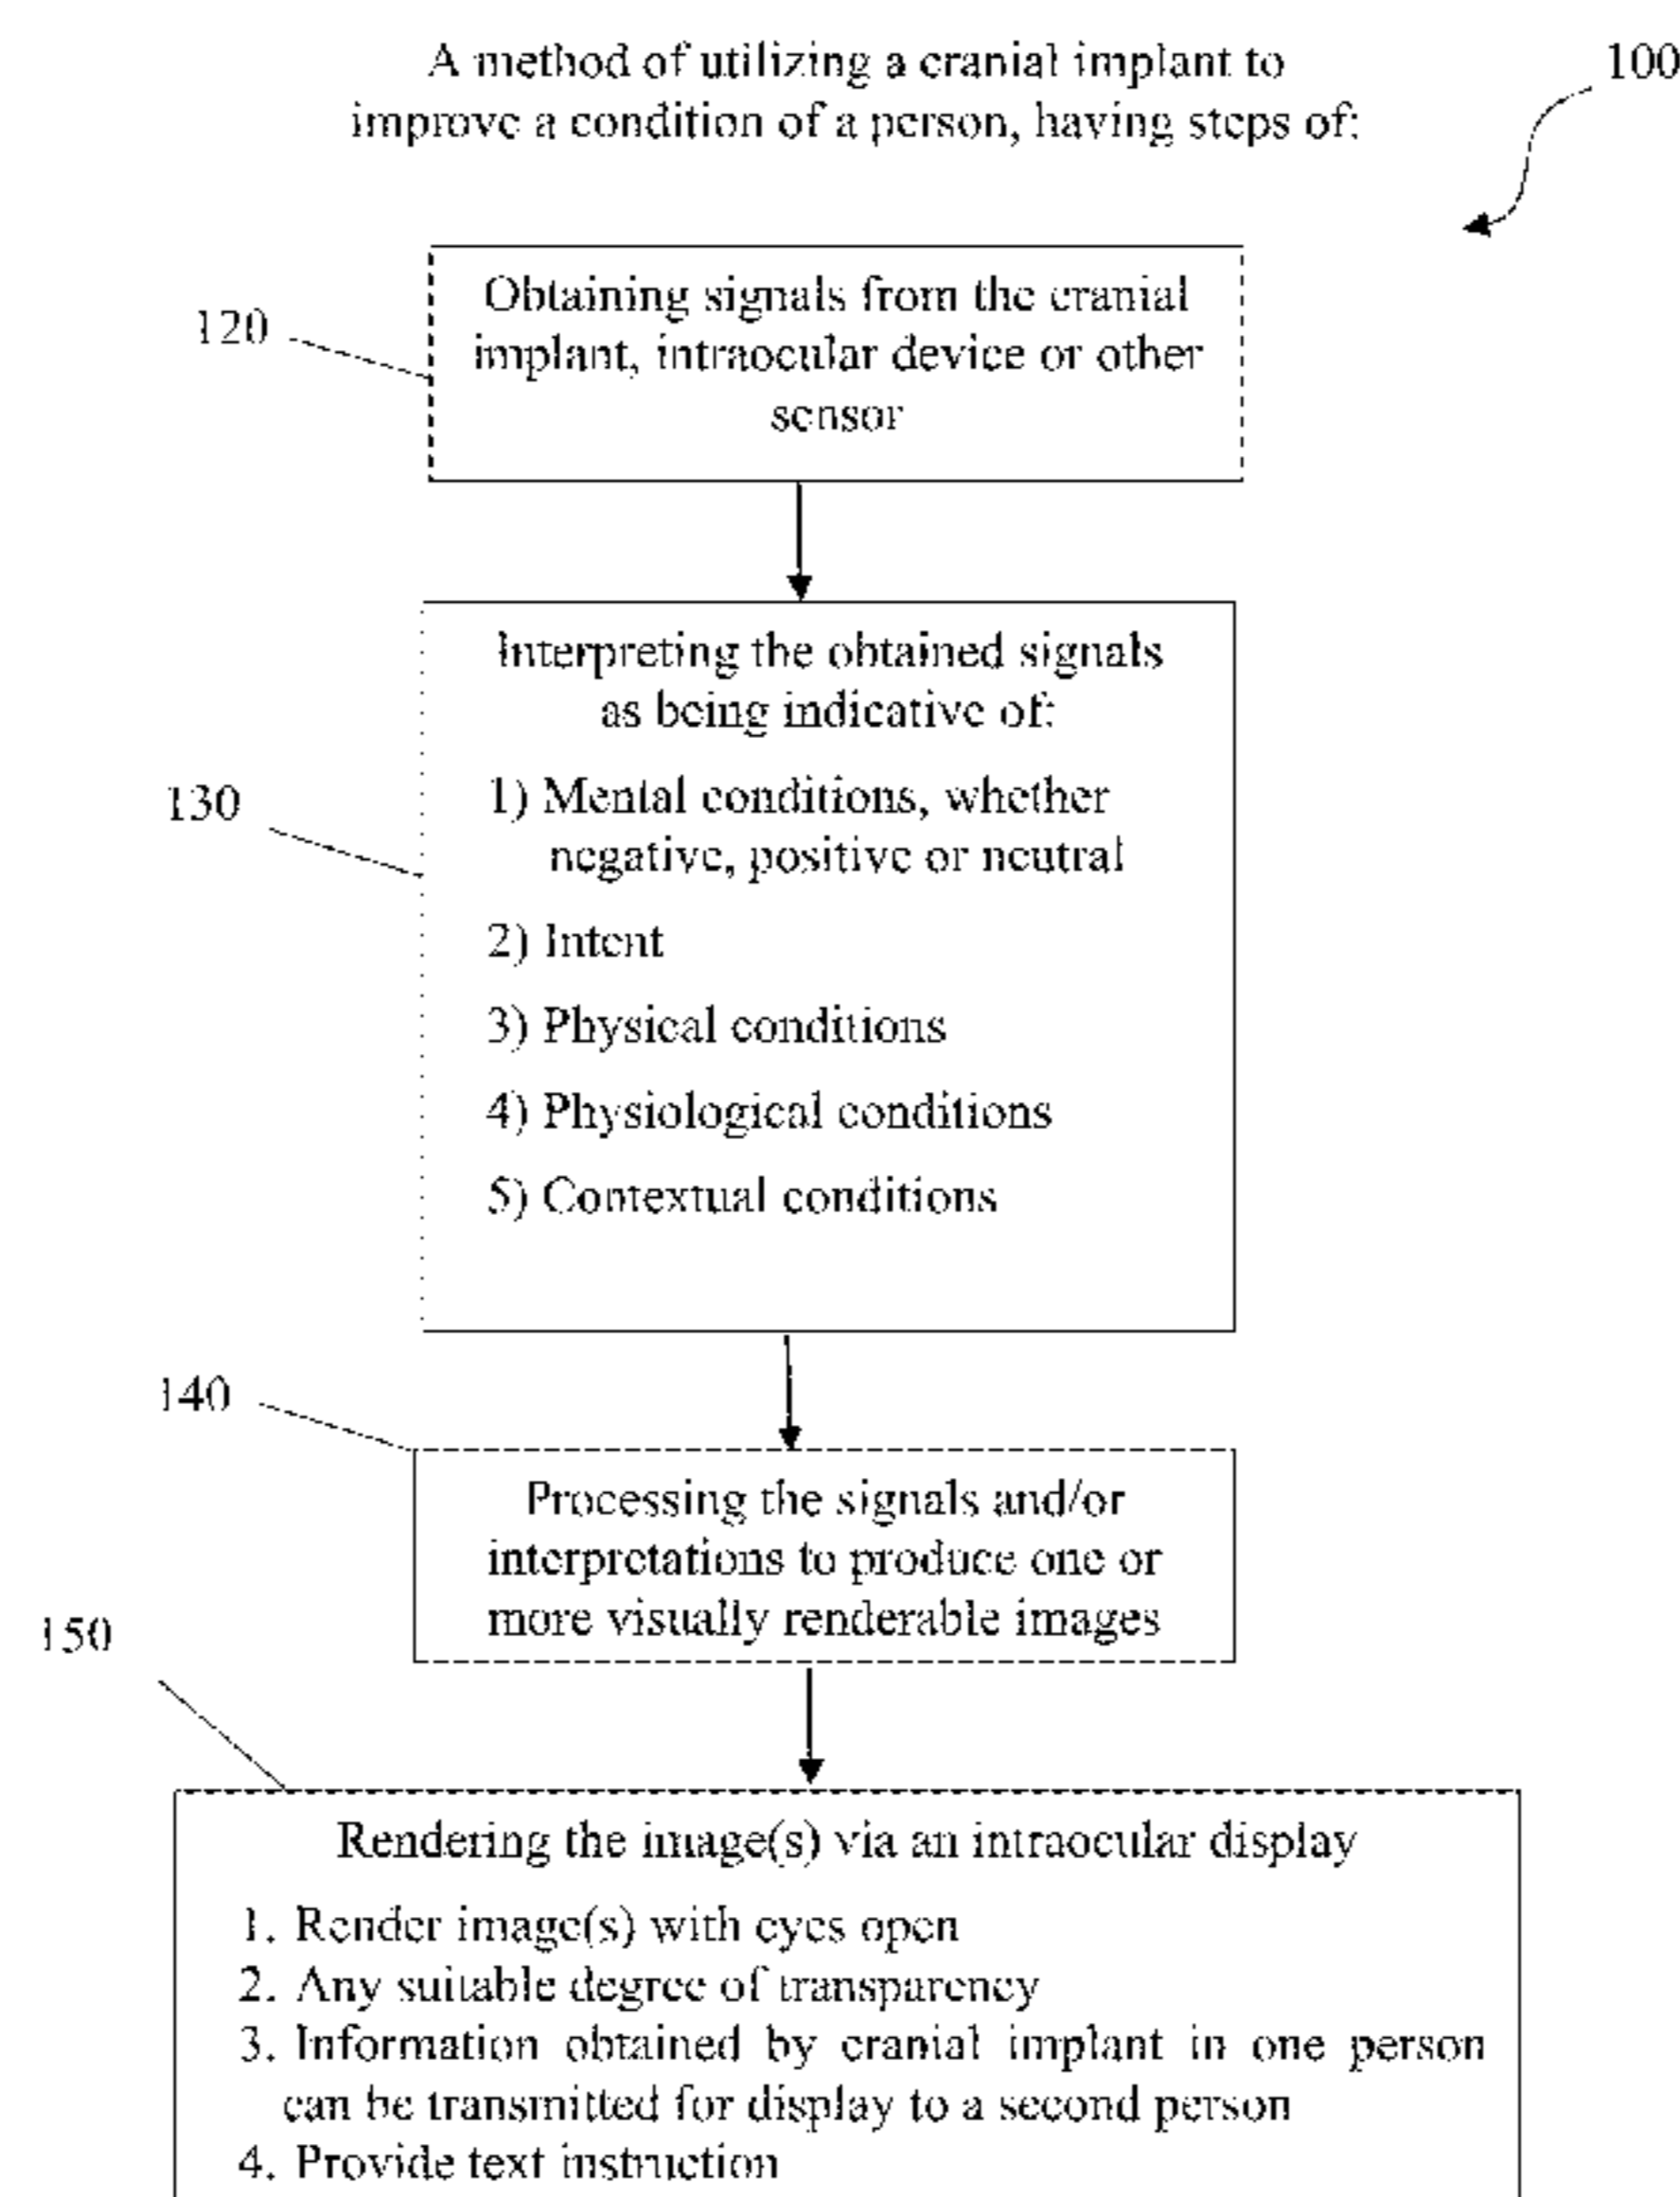 A method of utilizing a cranial implant to
improve a condition of a person, having steps of:
100
Obtaining signals from the cranial
implant, intraocular device or other
sensor
120
Interpreting the obtained signals
as being indicative of:
1) Mental conditions, whether
negative, positive or neutral
130
2) Intent
3) Physical conditions
4) Physiological conditions
5) Contextual conditions
140
Processing the signals and/or
interpretations to produce one or
more visually renderable images
150
Rendering the image(s) via an intraocular display
1. Render image(s) with eyes open
2. Any suitable degree of transparency
3. Information obtained by cranial implant in one person
can be transmitted for display to a second person
4. Provide text instruction